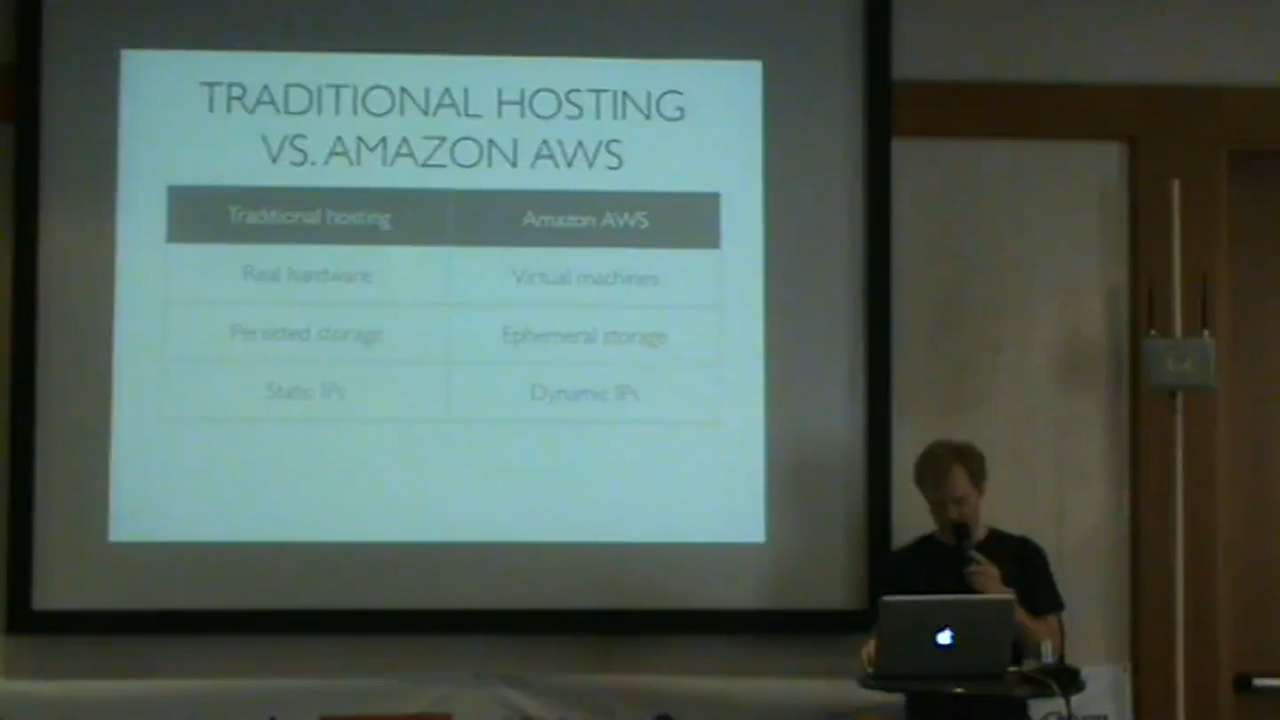 TRADITIONAL HOSTING
VS. AMAZON AWS
Traditional hosting Amazon AWS
Real hardware Virtual machines
Persisted storage Ephemeral storage
Static IPs Dynamic IPs